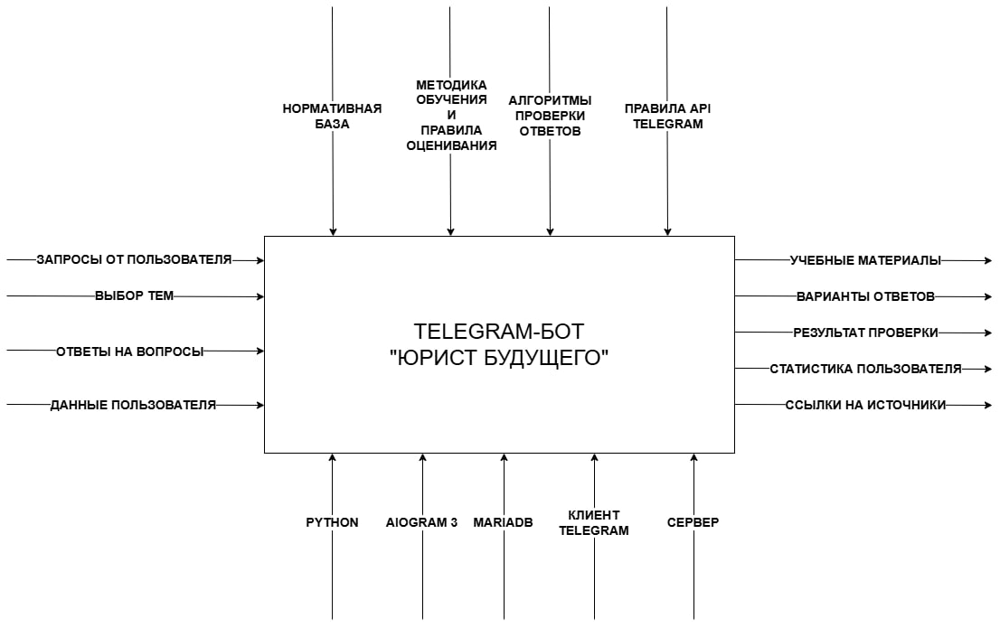 НОРМАТИВНАЯ
БАЗА
МЕТОДИКА
ОБУЧЕНИЯ
И
ПРАВИЛА
ОЦЕНИВАНИЯ
АЛГОРИТМЫ
ПРОВЕРКИ
ОТВЕТОВ
ПРАВИЛА API
TELEGRAM
ЗАПРОСЫ ОТ ПОЛЬЗОВАТЕЛЯ
ВЫБОР ТЕМ
ОТВЕТЫ НА ВОПРОСЫ
ДАННЫЕ ПОЛЬЗОВАТЕЛЯ
TELEGRAM-БОТ
"ЮРИСТ БУДУЩЕГО"
УЧЕБНЫЕ МАТЕРИАЛЫ
ВАРИАНТЫ ОТВЕТОВ
РЕЗУЛЬТАТ ПРОВЕРКИ
СТАТИСТИКА ПОЛЬЗОВАТЕЛЯ
ССЫЛКИ НА ИСТОЧНИКИ
PYTHON
AIOGRAM 3
MARIADB
КЛИЕНТ
TELEGRAM
СЕРВЕР